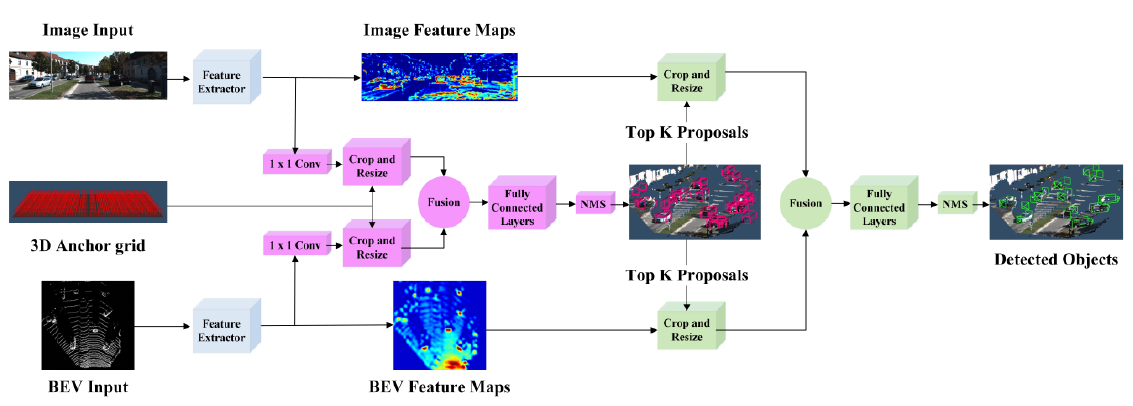 Image Input
Image Feature Maps
Feature
Extractor
Crop and
Resize
Top K Proposals
1 x 1 Conv
Crop and
Resize
3D Anchor grid
Fusion
Fully
Connected
Layers
NMS
Fusion
Fully
Connected
Layers
NMS
1 x 1 Conv
Crop and
Resize
Top K Proposals
Detected Objects
Feature
Extractor
Crop and
Resize
BEV Input
BEV Feature Maps